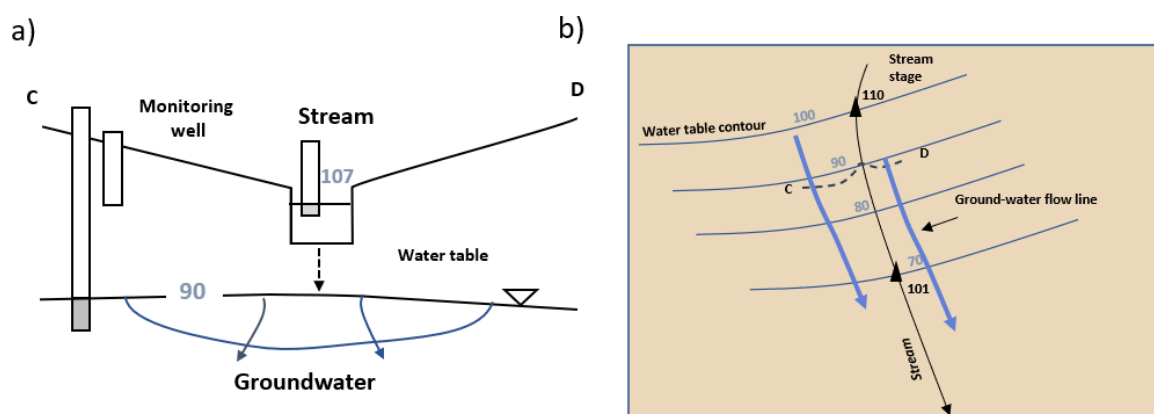 a)
C
Monitoring
well
Stream
D
107
Water table
90
Groundwater
b)
Stream
stage
110
100
Water table contour
90
D
C
80
Ground-water flow line
70
101
Stream